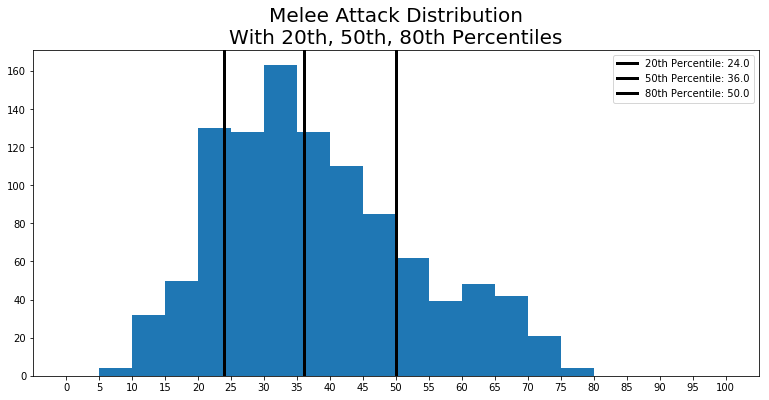 Melee Attack Distribution
With 20th, 50th, 80th Percentiles
20th Percentile: 24.0
50th Percentile: 36.0
80th Percentile: 50.0
160
140
120
100
80
60
40
20
0
0 5 10 15 20 25 30 35 40 45 50 55 60 65 70 75 80 85 90 95 100